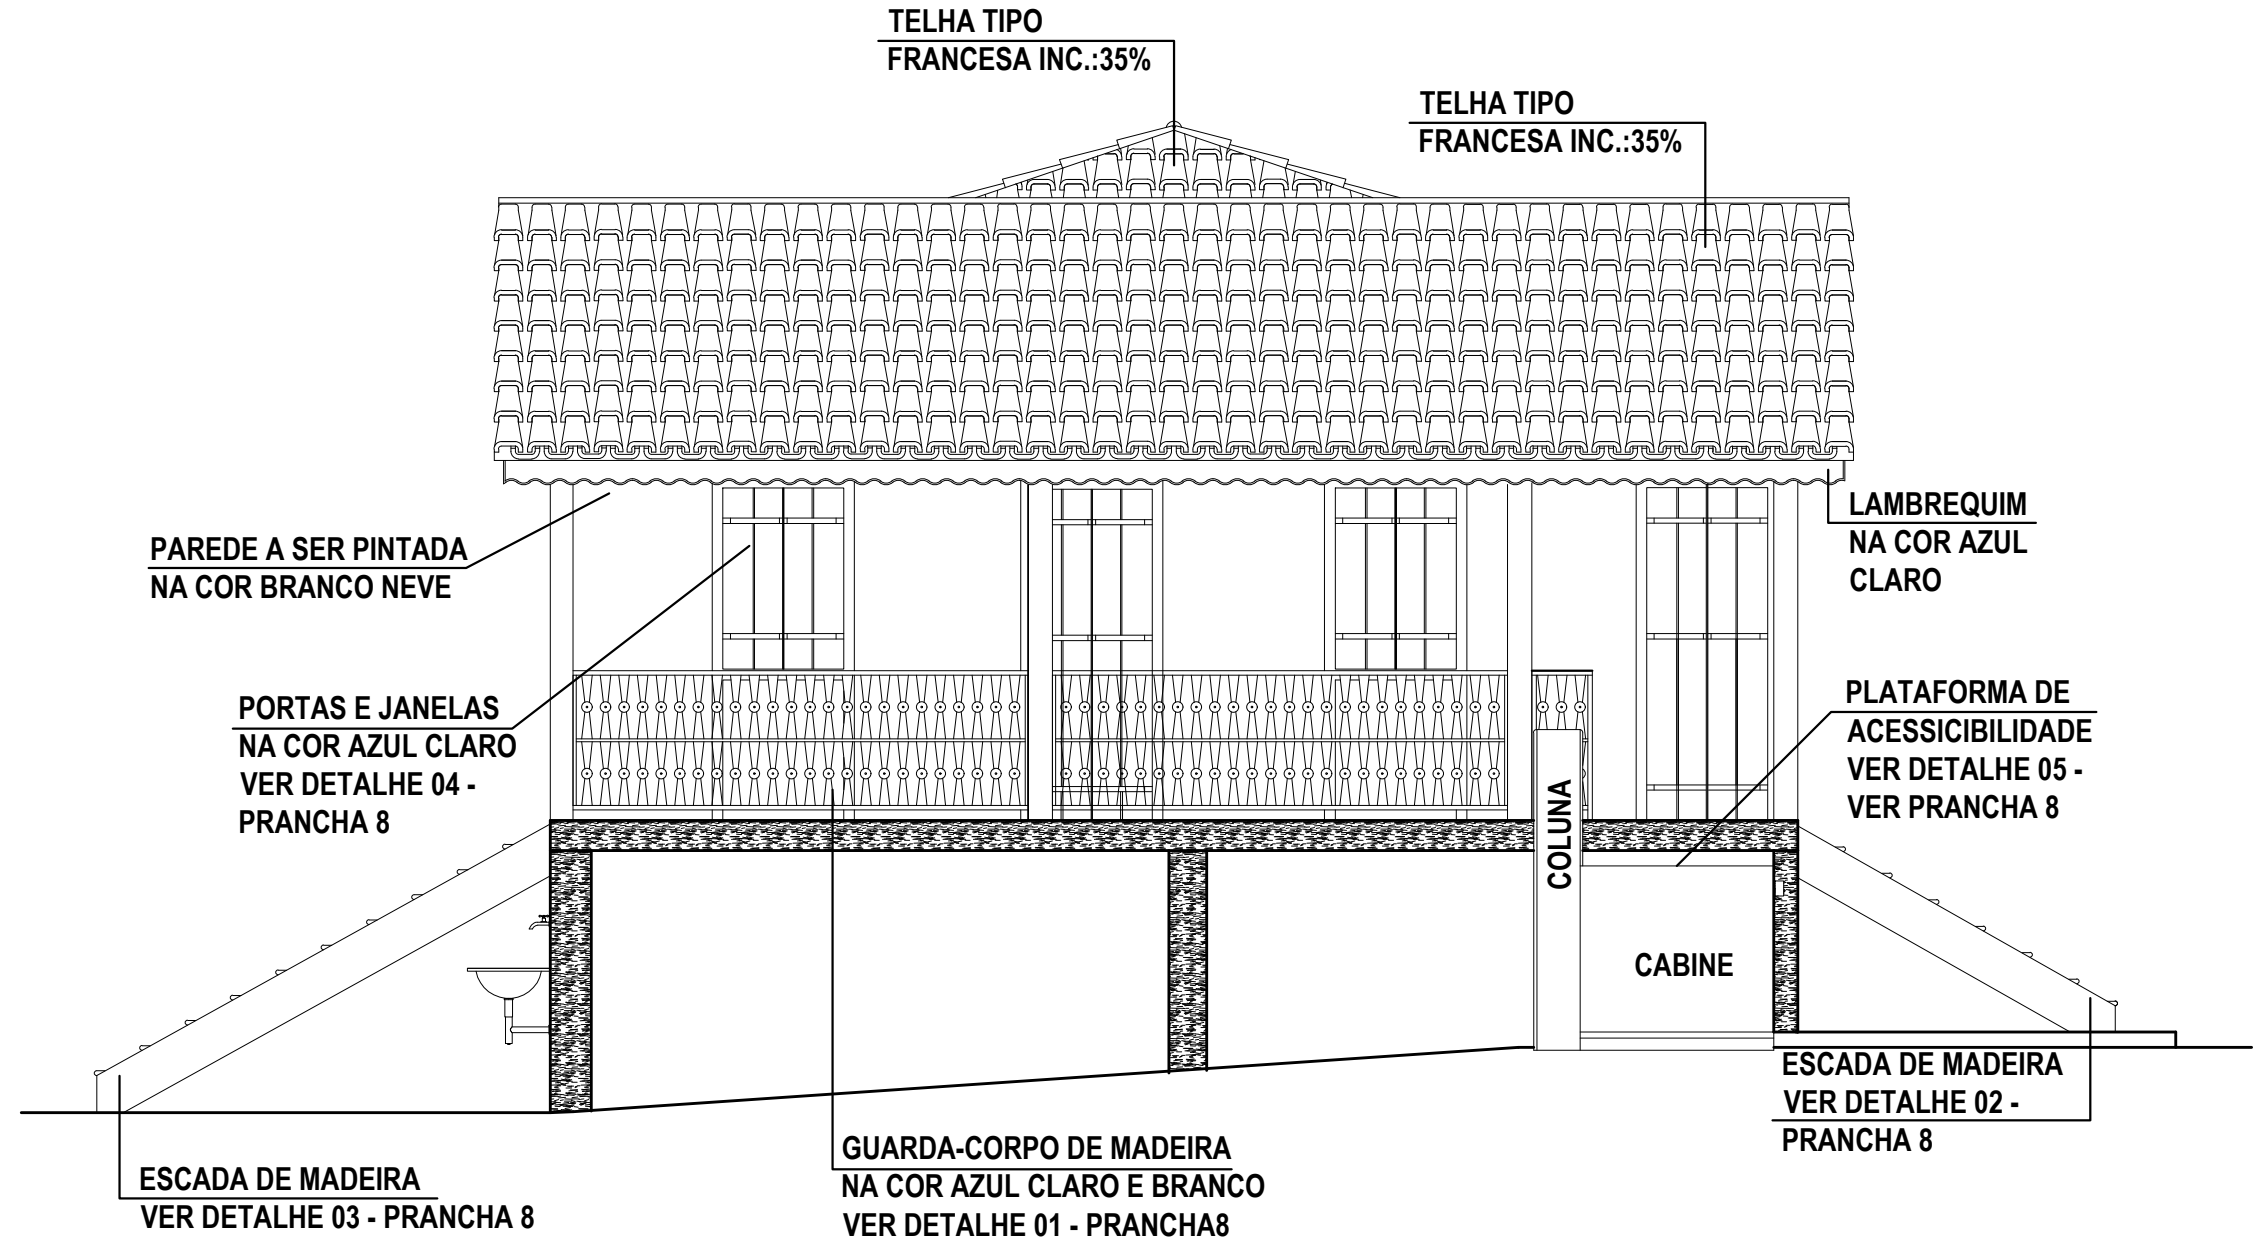 TELHA TIPO
FRANCESA INC.:35%
TELHA TIPO
FRANCESA INC.:35%
PAREDE A SER PINTADA
NA COR BRANCO NEVE
LAMBREQUIM
NA COR AZUL
CLARO
PORTAS E JANELAS
NA COR AZUL CLARO
VER DETALHE 04 -
PRANCHA 8
PLATAFORMA DE
ACESSICIBILIDADE
VER DETALHE 05 -
VER PRANCHA 8
COLUNA
CABINE
ESCADA DE MADEIRA
VER DETALHE 02 -
PRANCHA 8
GUARDA-CORPO DE MADEIRA
NA COR AZUL CLARO E BRANCO
VER DETALHE 01 - PRANCHA8
ESCADA DE MADEIRA
VER DETALHE 03 - PRANCHA 8